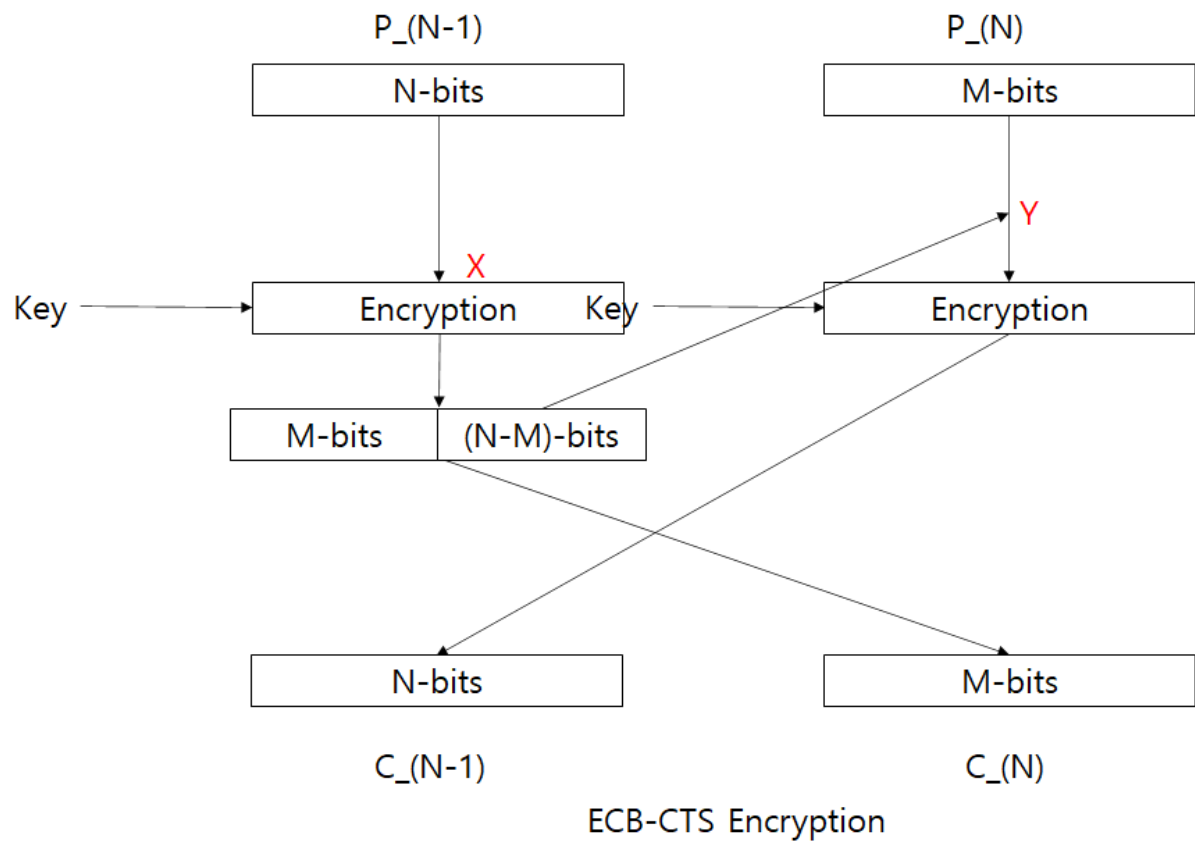 P_(N-1)
P_(N)
N-bits
M-bits
Y
X
Key
Encryption
Key
Encryption
M-bits
(N-M)-bits
N-bits
M-bits
C_(N-1)
C_(N)
ECB-CTS Encryption